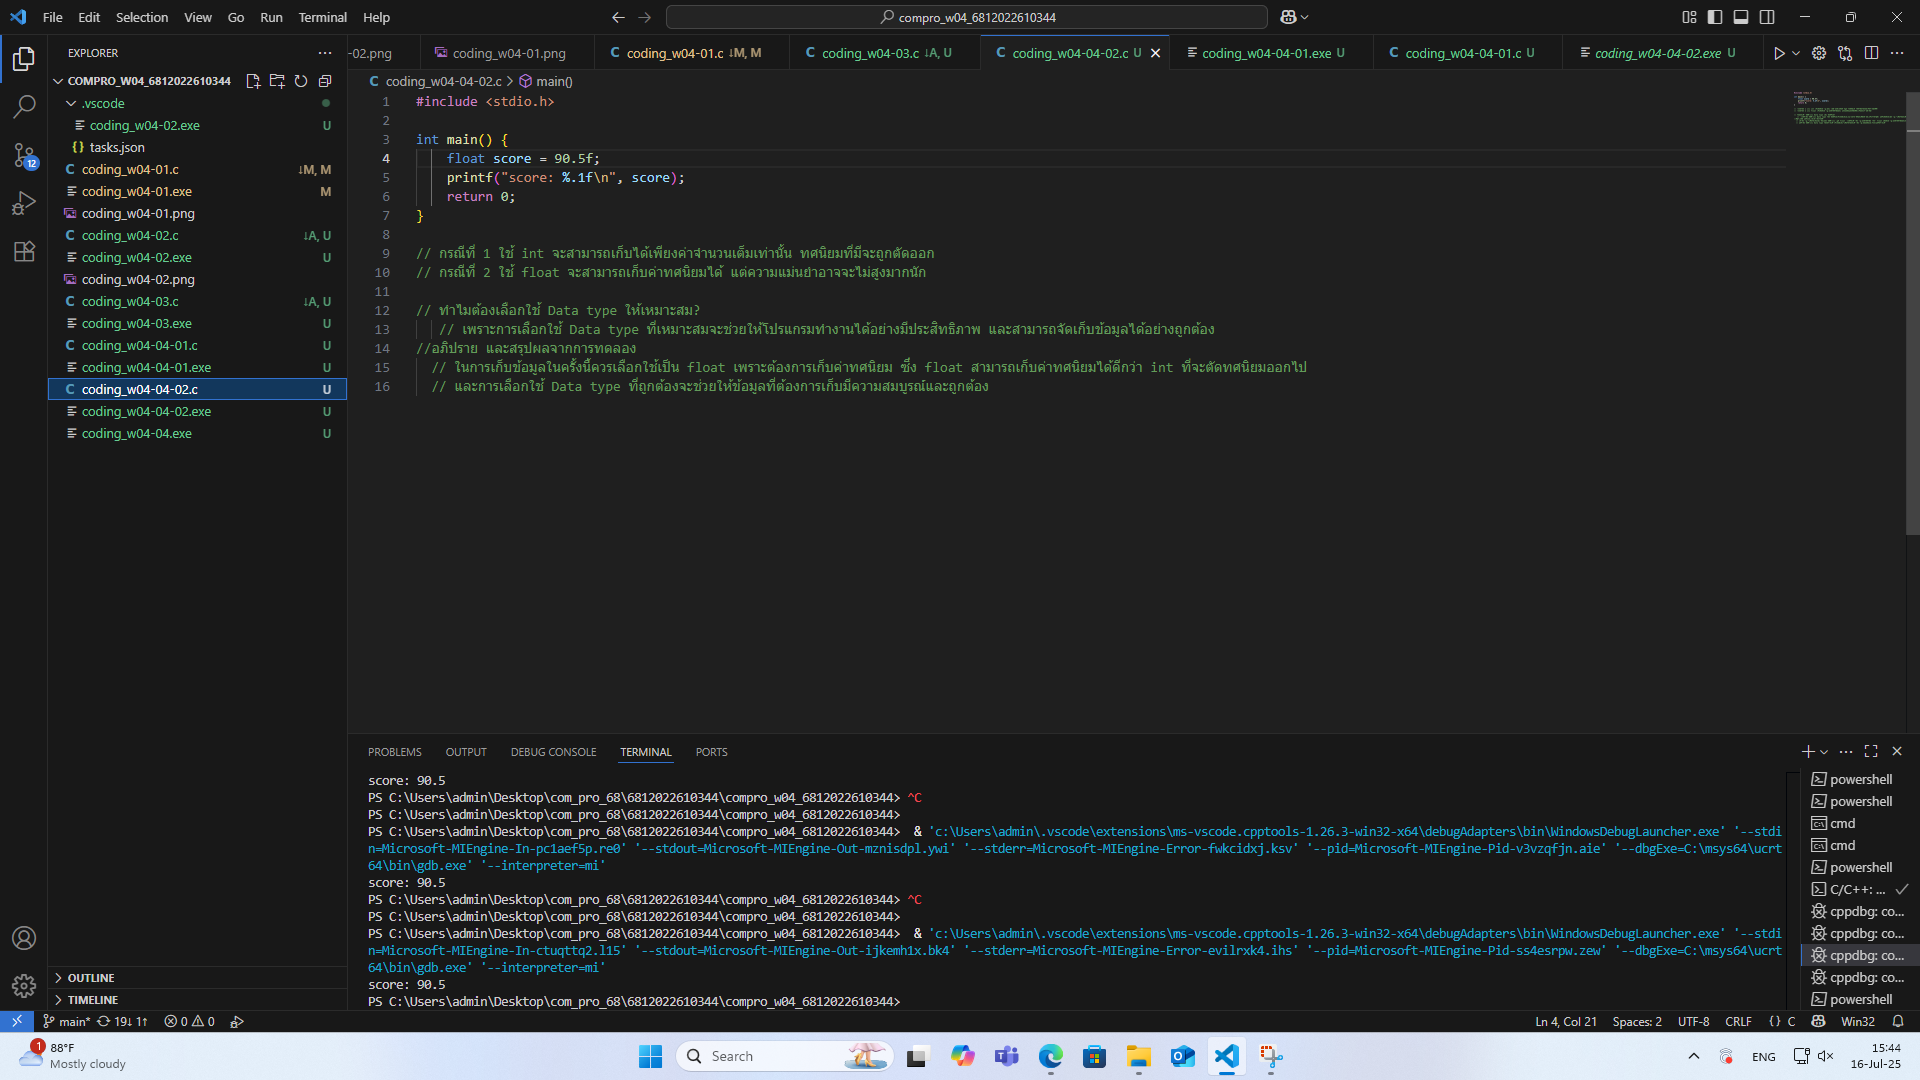 File Edit Selection View Go Run Terminal Help
compro_w04_6812022610344
EXPLORER
-02.png
coding_w04-01.png
coding_w04-01.c ↓M, M
coding_w04-03.c ↓A, U
coding_w04-04-02.c U
coding_w04-04-01.exe U
coding_w04-04-01.c U
coding_w04-04-02.exe U
COMPRO_W04_6812022610344
.vscode
coding_w04-02.exe U
tasks.json
coding_w04-01.c ↓M, M
coding_w04-01.exe M
coding_w04-01.png
coding_w04-02.c ↓A, U
coding_w04-02.exe U
coding_w04-02.png
coding_w04-03.c ↓A, U
coding_w04-03.exe U
coding_w04-04-01.c U
coding_w04-04-01.exe U
coding_w04-04-02.c U
coding_w04-04-02.exe U
coding_w04-04.exe U
OUTLINE
TIMELINE
12
C coding_w04-04-02.c > main()
1 #include <stdio.h>
2
3 int main() {
4 float score = 90.5f;
5 printf("score: %.1f\n", score);
6 return 0;
7 }
8
9 // กรณีที่ 1 ใช้ int จะสามารถเก็บได้เพียงค่าจำนวนเต็มเท่านั้น ทศนิยมที่มีจะถูกตัดออก
10 // กรณีที่ 2 ใช้ float จะสามารถเก็บค่าทศนิยมได้ แต่ความแม่นยำอาจจะไม่สูงมากนัก
11
12 // ทำไมต้องเลือกใช้ Data type ให้เหมาะสม?
13 // เพราะการเลือกใช้ Data type ที่เหมาะสมจะช่วยให้โปรแกรมทำงานได้อย่างมีประสิทธิภาพ และสามารถจัดเก็บข้อมูลได้อย่างถูกต้อง
14 //อภิปราย และสรุปผลจากการทดลอง
15 // ในการเก็บข้อมูลในครั้งนี้ควรเลือกใช้เป็น float เพราะต้องการเก็บค่าทศนิยม ซึ่ง float สามารถเก็บค่าทศนิยมได้ดีกว่า int ที่จะตัดทศนิยมออกไป
16 // และการเลือกใช้ Data type ที่ถูกต้องจะช่วยให้ข้อมูลที่ต้องการเก็บมีความสมบูรณ์และถูกต้อง
PROBLEMS OUTPUT DEBUG CONSOLE TERMINAL PORTS
score: 90.5
PS C:\Users\admin\Desktop\com_pro_68\6812022610344\compro_w04_6812022610344> ^C
PS C:\Users\admin\Desktop\com_pro_68\6812022610344\compro_w04_6812022610344>
PS C:\Users\admin\Desktop\com_pro_68\6812022610344\compro_w04_6812022610344> & 'c:\Users\admin\.vscode\extensions\ms-vscode.cpptools-1.26.3-win32-x64\debugAdapters\bin\WindowsDebugLauncher.exe' '--stdi
n=Microsoft-MIEngine-In-pc1aef5p.re0' '--stdout=Microsoft-MIEngine-Out-mznisdpl.ywi' '--stderr=Microsoft-MIEngine-Error-fwkcidxj.ksv' '--pid=Microsoft-MIEngine-Pid-v3vzqfjn.aie' '--dbgExe=C:\msys64\ucrt
64\bin\gdb.exe' '--interpreter=mi'
score: 90.5
PS C:\Users\admin\Desktop\com_pro_68\6812022610344\compro_w04_6812022610344> ^C
PS C:\Users\admin\Desktop\com_pro_68\6812022610344\compro_w04_6812022610344>
PS C:\Users\admin\Desktop\com_pro_68\6812022610344\compro_w04_6812022610344> & 'c:\Users\admin\.vscode\extensions\ms-vscode.cpptools-1.26.3-win32-x64\debugAdapters\bin\WindowsDebugLauncher.exe' '--stdi
n=Microsoft-MIEngine-In-ctuqttq2.l15' '--stdout=Microsoft-MIEngine-Out-ijkemh1x.bk4' '--stderr=Microsoft-MIEngine-Error-evilrxk4.ihs' '--pid=Microsoft-MIEngine-Pid-ss4esrpw.zew' '--dbgExe=C:\msys64\ucrt
64\bin\gdb.exe' '--interpreter=mi'
score: 90.5
PS C:\Users\admin\Desktop\com_pro_68\6812022610344\compro_w04_6812022610344>
powershell
powershell
cmd
cmd
powershell
C/C++: ...
cppdbg: co...
cppdbg: co...
cppdbg: co...
cppdbg: co...
powershell
main* 19↓ 1↑ 0 0
Ln 4, Col 21 Spaces: 2 UTF-8 CRLF {} C Win32
1
88°F
Mostly cloudy
Search
ENG
15:44
16-Jul-25